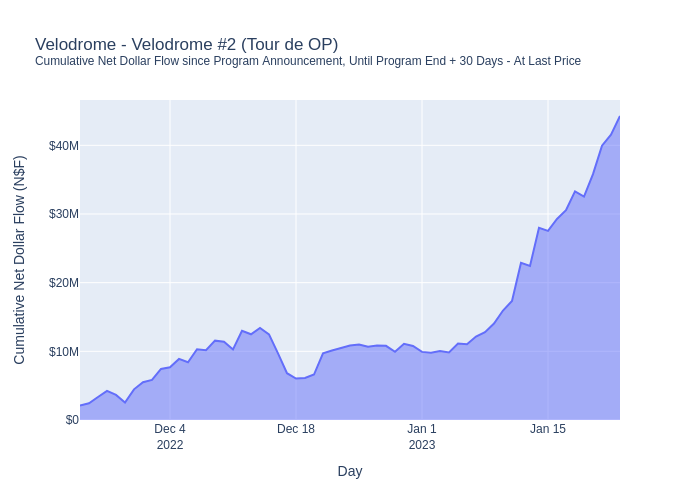 Velodrome - Velodrome #2 (Tour de OP)
Cumulative Net Dollar Flow since Program Announcement, Until Program End + 30 Days - At Last Price
Cumulative Net Dollar Flow (N$F)
$40M
$30M
$20M
$10M
$0
Dec 4
2022
Dec 18
Jan 1
2023
Jan 15
Day